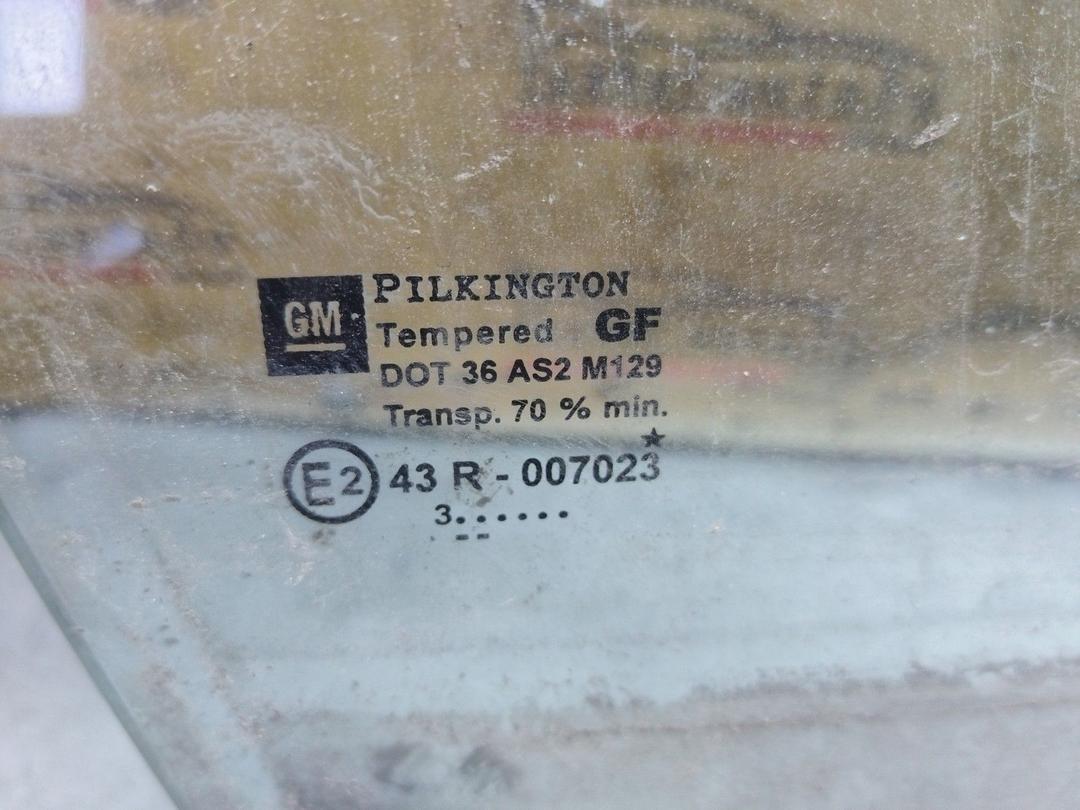 GM
PILKINGTON
Tempered GF
DOT 36 AS2 M129
Transp. 70 % min.
★
E2 43 R - 007023
3......
--